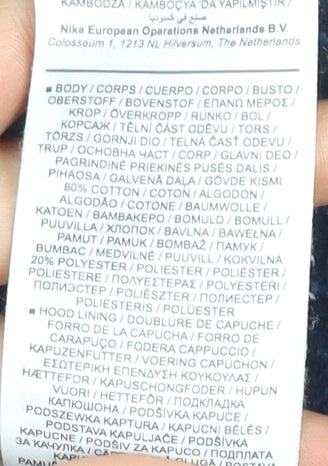 KAMBODŽA / KAMBOÇYA'DA YAPILMIŞTIR /
صنع في كمبوديا
Nike European Operations Netherlands B.V.
Colosseum 1, 1213 NL Hilversum, The Netherlands
■ BODY / CORPS / CUERPO / CORPO / BUSTO /
OBERSTOFF / BOVENSTOF / ΕΠΑΝΩ ΜΕΡΟΣ /
KROP / ÖVERKROPP / RUNKO / BOL /
КОРСАЖ / TĚLNÍ ČÁST ODĚVU / TORS /
TÖRZS / GORNJI DIO / TELNÁ ČASŤ ODEVU /
TRUP / ОСНОВНА ЧАСТ / CORP / GLAVNI DEO /
PAGRINDINĖ PRIEKINĖS PUSĖS DALIS /
PIHAOSA / GALVENĀ DAĻA / GÖVDE KISMI
80% COTTON / COTON / ALGODON /
ALGODÃO / COTONE / BAUMWOLLE /
KATOEN / ΒΑΜΒΑΚΕΡΟ / BOMULD / BOMULL /
PUUVILLA / ХЛОПОК / BAVLNA / BAWEŁNA /
PAMUT / PAMUK / BOMBAŽ / ПАМУК /
BUMBAC / MEDVILNĖ / PUUVILL / KOKVILNA
20% POLYESTER / POLIESTER / POLIÉSTER /
POLIESTERE / ΠΟΛΥΕΣΤΕΡΑΣ / POLYESTERI /
ПОЛИЭСТЕР / POLIÉSZTER / ПОЛИЕСТЕР /
POLIESTERIS / POLÜESTER
■ HOOD LINING / DOUBLURE DE CAPUCHE /
FORRO DE LA CAPUCHA / FORRO DE
CARAPUÇO / FODERA CAPPUCCIO /
KAPUZENFUTTER / VOERING CAPUCHON /
ΕΣΩΤΕΡΙΚΗ ΕΠΕΝΔΥΣΗ ΚΟΥΚΟΥΛΑΣ /
HÆTTEFOR / KAPUSCHONGFODER / HUPUN
VUORI / HETTEFÔR / ПОДКЛАДКА
КАПЮШОНА / PODŠÍVKA KAPUCE /
PODSZEWKA KAPTURA / KAPUCNI BÉLÉS /
PODSTAVA KAPULJAČE / PODŠÍVKA
KAPUCNE / PODŠIV ZA KAPUCO / ПОДПЛАТА
ЗА КАЧУЛКА /